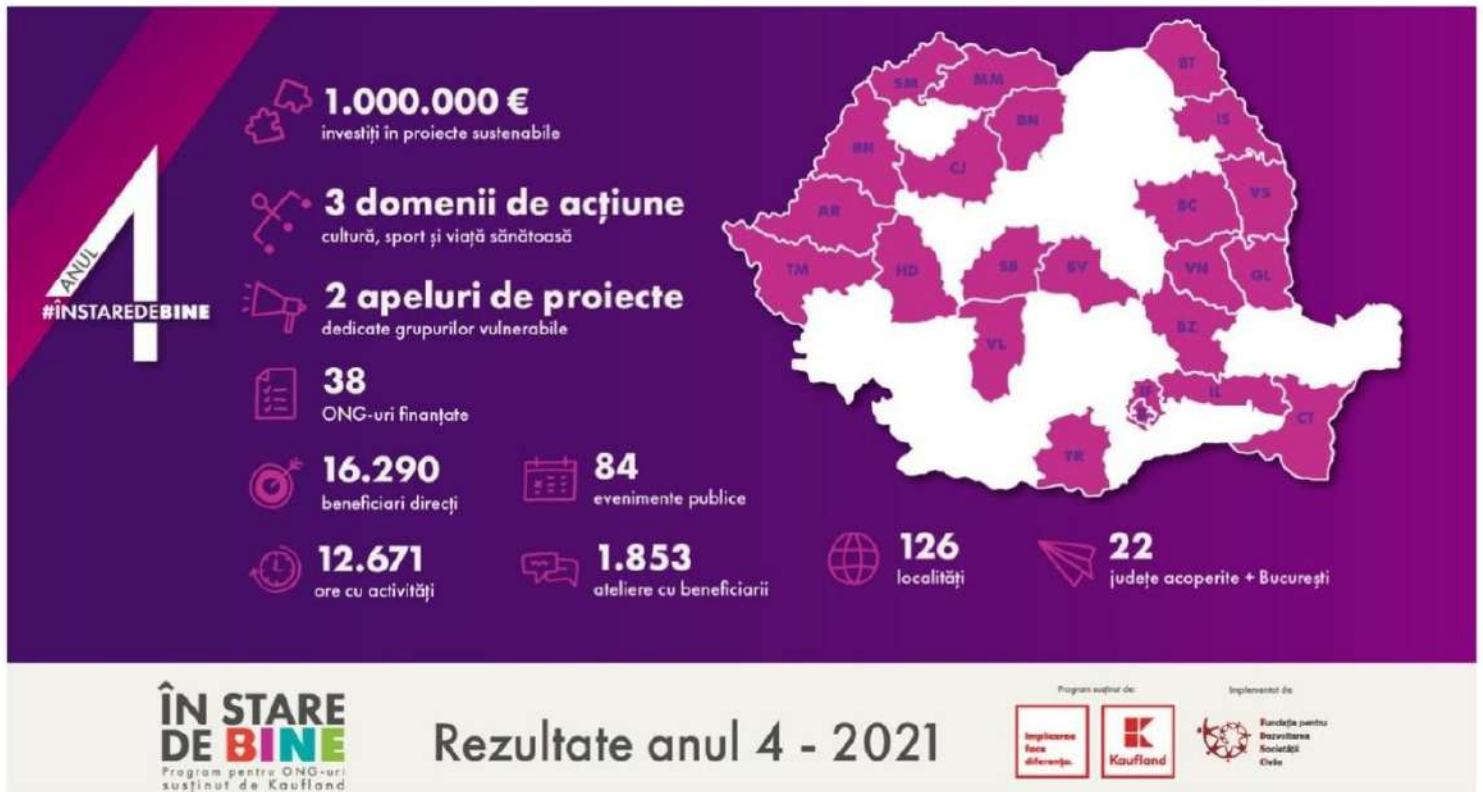 1.000.000 €
investiți în proiecte sustenabile
3 domenii de acțiune
cultură, sport și viață sănătoasă
2 apeluri de proiecte
dedicate grupurilor vulnerabile
ANUL
4
#ÎNSTAREDEBINE
38
ONG-uri finanțate
16.290
beneficiari direcți
84
evenimente publice
12.671
ore cu activități
1.853
ateliere cu beneficiarii
126
localități
22
județe acoperite + București
SM
MM
BT
BN
IS
BH
CJ
AR
BC
VS
TM
HD
SB
BV
VN
GL
VL
BZ
IF
B
IL
CT
TR
ÎN STARE
DE BINE
Program pentru ONG-uri
susținut de Kaufland
Rezultate anul 4 - 2021
Program susținut de:
Implicarea
face
diferența.
Kaufland
Implementat de
Fundația pentru
Dezvoltarea
Societății
Civile